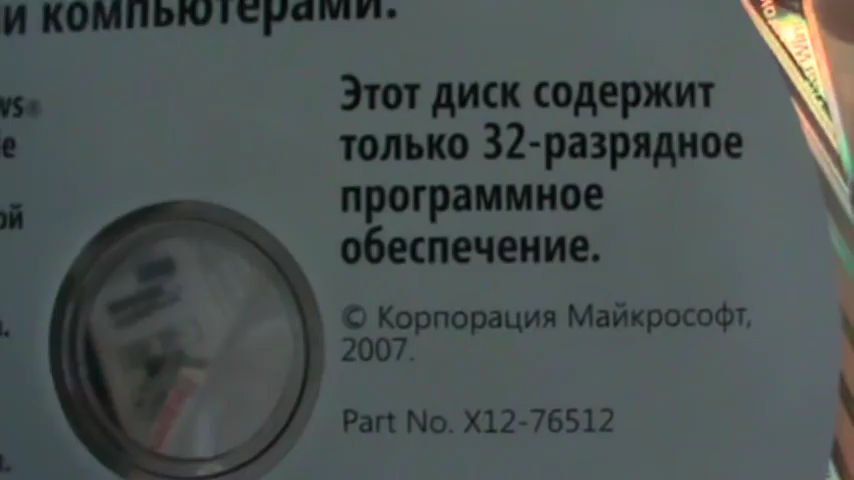 и компьютерами.
Этот диск содержит
только 32-разрядное
программное
обеспечение.
© Корпорация Майкрософт,
2007.
Part No. X12-76512